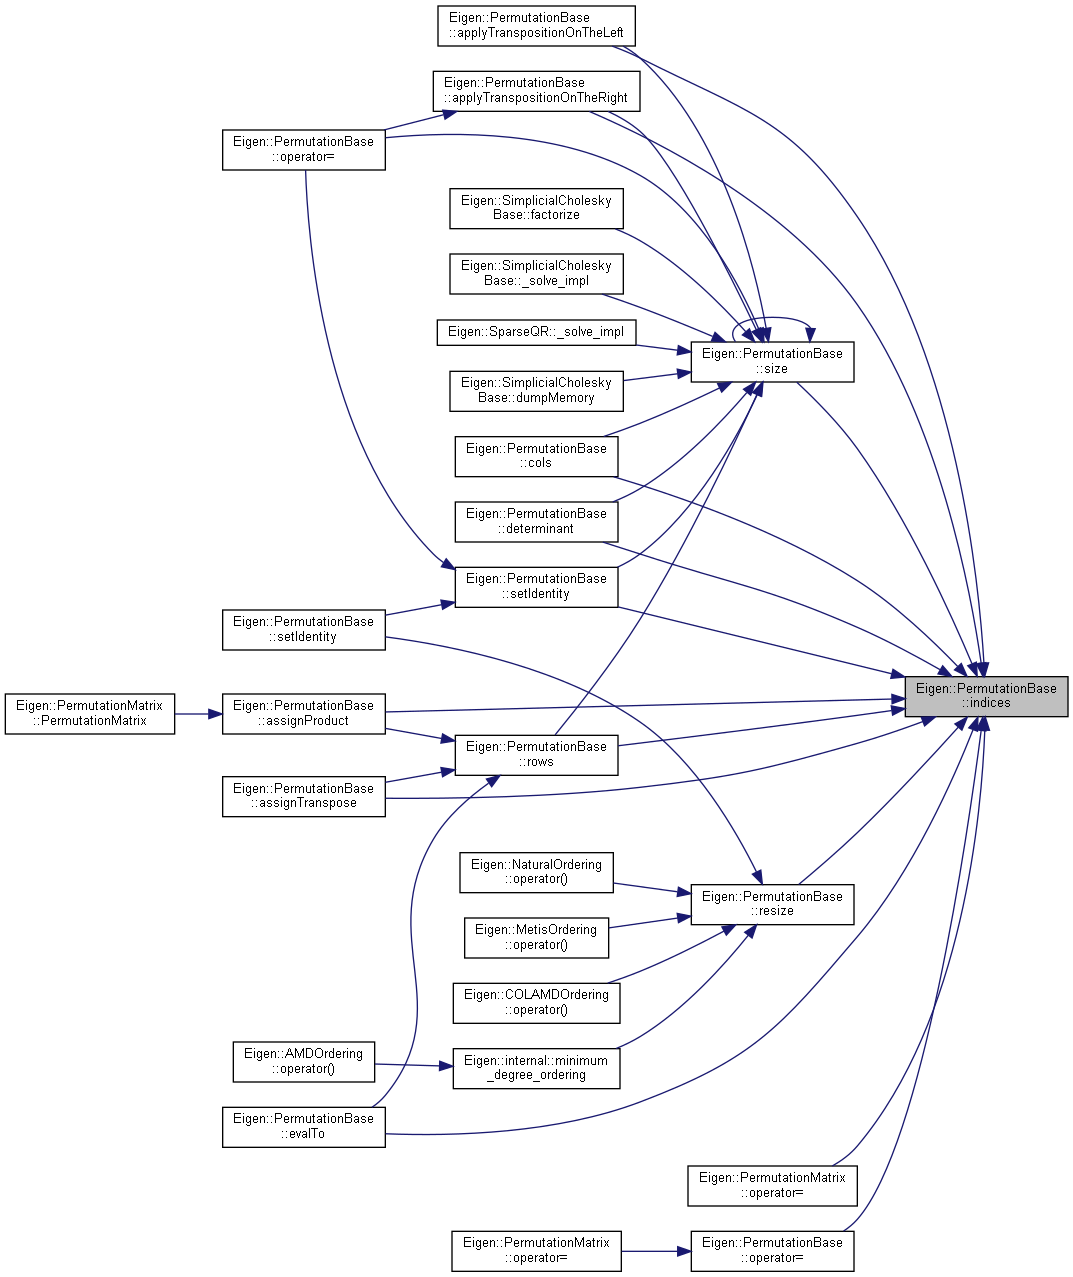 Eigen::PermutationBase
::applyTranspositionOnTheLeft
Eigen::PermutationBase
::applyTranspositionOnTheRight
Eigen::PermutationBase
::operator=
Eigen::SimplicialCholesky
Base::factorize
Eigen::SimplicialCholesky
Base::_solve_impl
Eigen::SparseQR::_solve_impl
Eigen::PermutationBase
::size
Eigen::SimplicialCholesky
Base::dumpMemory
Eigen::PermutationBase
::cols
Eigen::PermutationBase
::determinant
Eigen::PermutationBase
::setIdentity
Eigen::PermutationBase
::setIdentity
Eigen::PermutationBase
::indices
Eigen::PermutationMatrix
::PermutationMatrix
Eigen::PermutationBase
::assignProduct
Eigen::PermutationBase
::rows
Eigen::PermutationBase
::assignTranspose
Eigen::NaturalOrdering
::operator()
Eigen::PermutationBase
::resize
Eigen::MetisOrdering
::operator()
Eigen::COLAMDOrdering
::operator()
Eigen::AMDOrdering
::operator()
Eigen::internal::minimum
_degree_ordering
Eigen::PermutationBase
::evalTo
Eigen::PermutationMatrix
::operator=
Eigen::PermutationMatrix
::operator=
Eigen::PermutationBase
::operator=